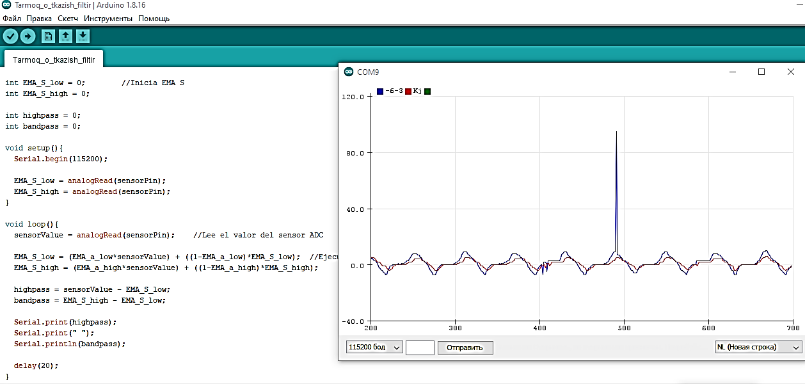 Tarmoq_o_tkazish_filtir | Arduino 1.8.16
Файл Правка Скетч Инструменты Помощь
Tarmoq_o_tkazish_filtir
int EMA_S_low = 0; //Inicia EMA S
int EMA_S_high = 0;
int highpass = 0;
int bandpass = 0;
void setup(){
Serial.begin(115200);
EMA_S_low = analogRead(sensorPin);
EMA_S_high = analogRead(sensorPin);
}
void loop(){
sensorValue = analogRead(sensorPin); //Lee el valor del sensor ADC
EMA_S_low = (EMA_a_low*sensorValue) + ((1-EMA_a_low)*EMA_S_low); //Ejecu
EMA_S_high = (EMA_a_high*sensorValue) + ((1-EMA_a_high)*EMA_S_high);
highpass = sensorValue - EMA_S_low;
bandpass = EMA_S_high - EMA_S_low;
Serial.print(highpass);
Serial.print(" ");
Serial.println(bandpass);
delay(20);
}
COM9
-6-3 Kj
120.0
80.0
40.0
0.0
-40.0
200 300 400 500 600 700
115200 бод Отправить NL (Новая строка)